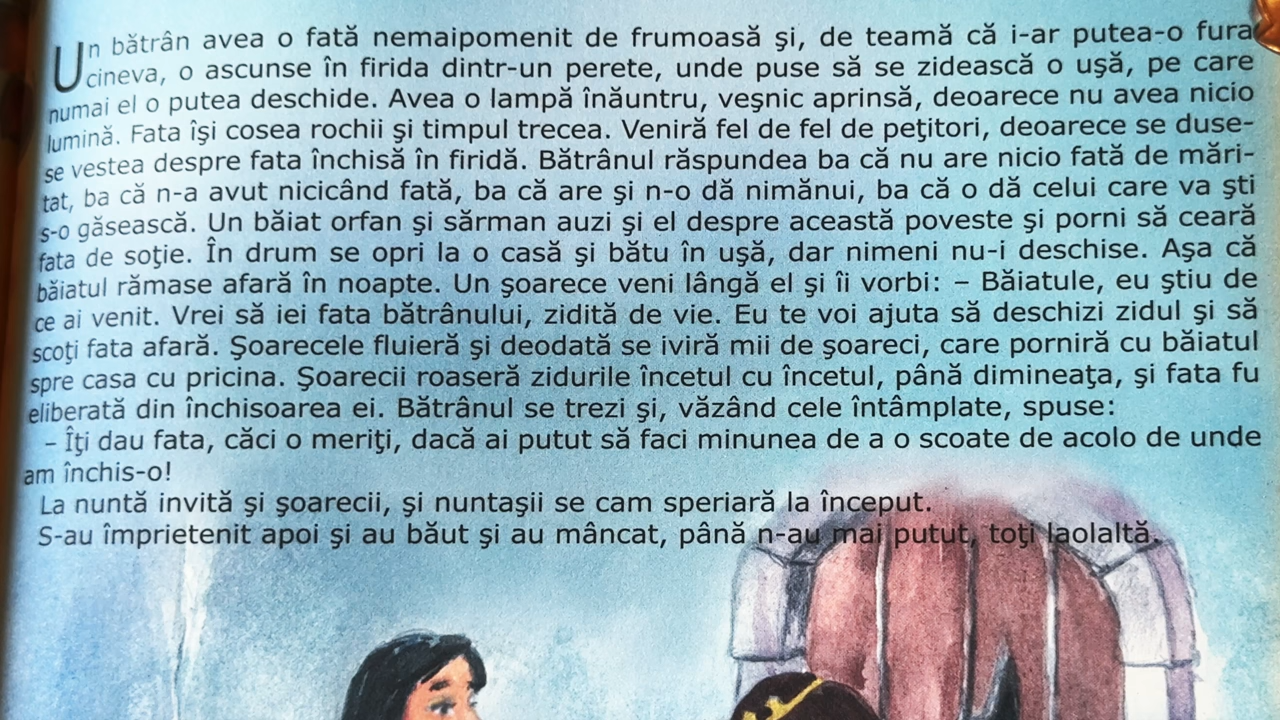 Un bătrân avea o fată nemaipomenit de frumoasă şi, de teamă că i-ar putea-o fura
cineva, o ascunse în firida dintr-un perete, unde puse să se zidească o uşă, pe care
numai el o putea deschide. Avea o lampă înăuntru, veşnic aprinsă, deoarece nu avea nicio
lumină. Fata îşi cosea rochii şi timpul trecea. Veniră fel de fel de peţitori, deoarece se duse-
se vestea despre fata închisă în firidă. Bătrânul răspundea ba că nu are nicio fată de mări-
tat, ba că n-a avut nicicând fată, ba că are şi n-o dă nimănui, ba că o dă celui care va şti
s-o găsească. Un băiat orfan şi sărman auzi şi el despre această poveste şi porni să ceară
fata de soţie. În drum se opri la o casă şi bătu în uşă, dar nimeni nu-i deschise. Aşa că
băiatul rămase afară în noapte. Un şoarece veni lângă el şi îi vorbi: – Băiatule, eu ştiu de
ce ai venit. Vrei să iei fata bătrânului, zidită de vie. Eu te voi ajuta să deschizi zidul şi să
scoţi fata afară. Şoarecele fluieră şi deodată se iviră mii de şoareci, care porniră cu băiatul
spre casa cu pricina. Şoarecii roaseră zidurile încetul cu încetul, până dimineaţa, şi fata fu
eliberată din închisoarea ei. Bătrânul se trezi şi, văzând cele întâmplate, spuse:
– Îţi dau fata, căci o meriţi, dacă ai putut să faci minunea de a o scoate de acolo de unde
am închis-o!
La nuntă invită şi şoarecii, şi nuntaşii se cam speriară la început.
S-au împrietenit apoi şi au băut şi au mâncat, până n-au mai putut, toţi laolaltă.